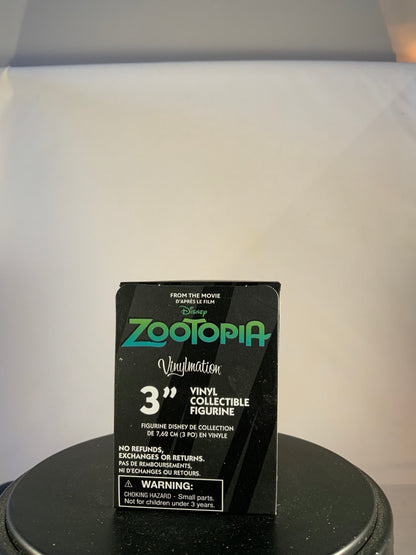 FROM THE MOVIE
D'APRÈS LE FILM
Disney
ZOOTOPIA
Vinylmation
3" VINYL
COLLECTIBLE
FIGURINE
FIGURINE DISNEY DE COLLECTION
DE 7,62 CM (3 PO) EN VINYLE
NO REFUNDS,
EXCHANGES OR RETURNS.
PAS DE REMBOURSEMENTS,
NI D'ÉCHANGES OU RETOURS.
⚠ WARNING:
CHOKING HAZARD - Small parts.
Not for children under 3 years.